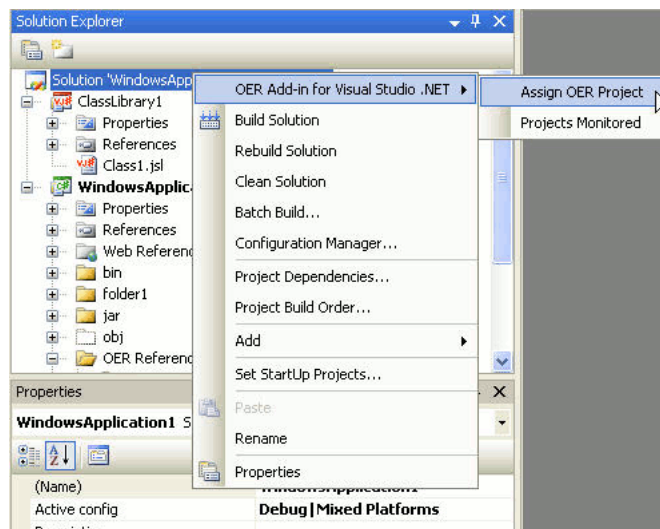 Solution Explorer
Solution 'WindowsApp
ClassLibrary1
Properties
References
Class1.jsl
WindowsApplic
Properties
References
Web Referenc
bin
folder1
jar
obj
OER Referenc
OER Add-in for Visual Studio .NET
Build Solution
Rebuild Solution
Clean Solution
Batch Build...
Configuration Manager...
Project Dependencies...
Project Build Order...
Add
Set StartUp Projects...
Paste
Rename
Properties
Assign OER Project
Projects Monitored
Properties
WindowsApplication1 S
(Name)
Active config Debug|Mixed Platforms